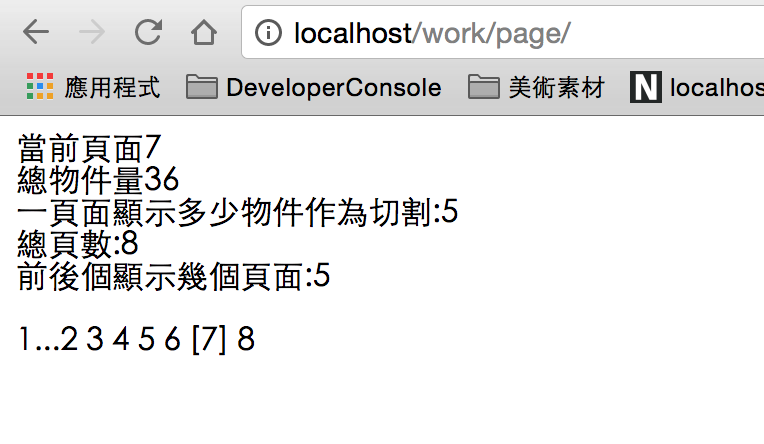 localhost/work/page/
應用程式 DeveloperConsole 美術素材 N localhos
當前頁面7
總物件量36
一頁面顯示多少物件作為切割:5
總頁數:8
前後個顯示幾個頁面:5
1...2 3 4 5 6 [7] 8